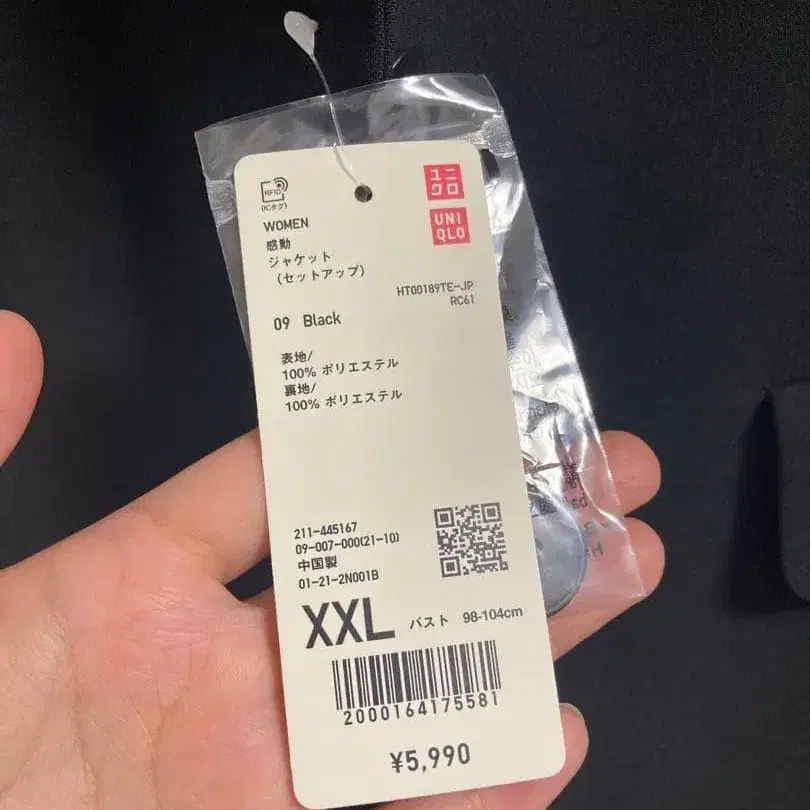 RFID
(ICタグ)
ユニ
クロ
UNI
QLO
WOMEN
感動
ジャケット
(セットアップ)
HT00189TE-JP
RC61
09 Black
表地/
100% ポリエステル
裏地/
100% ポリエステル
211-445167
09-007-000(21-10)
中国製
01-21-2N001B
XXL バスト 98-104cm
2000164175581
¥5,990